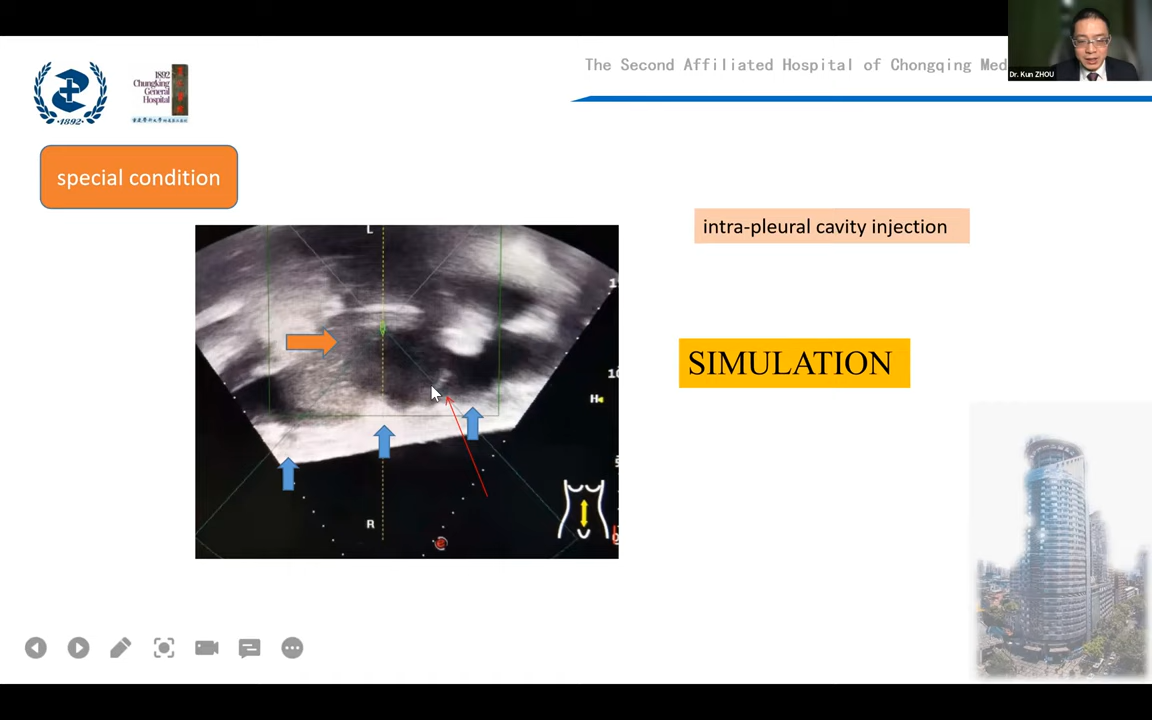 Dr. Kun ZHOU
The Second Affiliated Hospital of Chongqing Med
1892
Chungking
General
Hospital
1892
special condition
intra-pleural cavity injection
L
SIMULATION
H
R